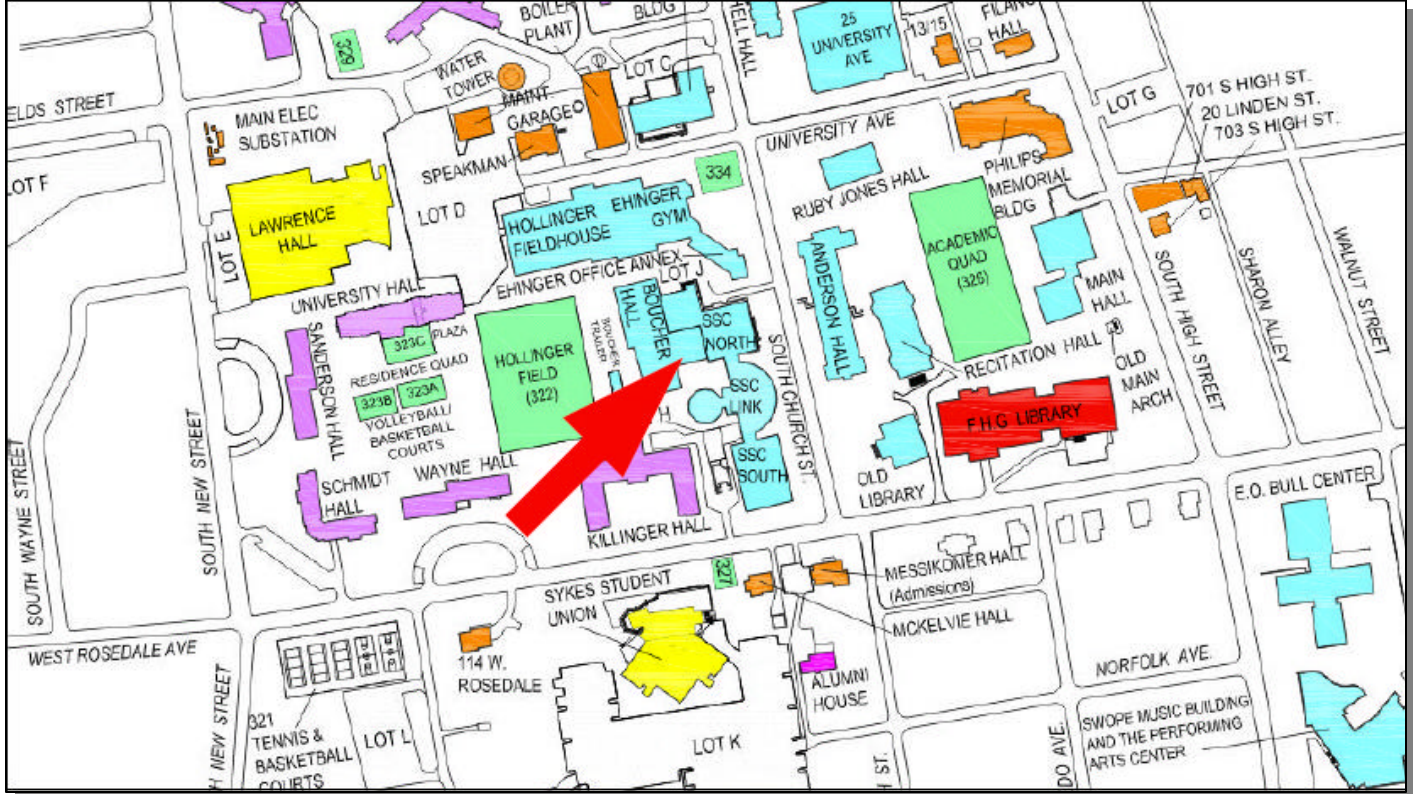 BOILER
PLANT
BLDG
25
UNIVERSITY
AVE
13/15
HALL
329
WATER
TOWER
LOT C
ELDS STREET
MAIN ELEC
SUBSTATION
MAINT.
GARAGE
LOT G
701 S HIGH ST.
20 LINDEN ST.
703 S HIGH ST.
UNIVERSITY AVE
SPEAKMAN
334
PHILIPS
MEMORIAL
BLDG
RUBY JONES HALL
LOT F
LOT D
LAWRENCE
HALL
LOT E
HOLLINGER
FIELDHOUSE
EHINGER
GYM
ACADEMIC
QUAD
(326)
ANDERSON HALL
WALNUT STREET
SHARON ALLEY
SOUTH HIGH STREET
EHINGER OFFICE ANNEX
LOT J
UNIVERSITY HALL
MAIN
HALL
BOUCHER
HALL
SSC
NORTH
BOUCHER
TRAILER
323C
PLAZA
SANDERSON HALL
RESIDENCE QUAD
323A
323B
VOLLEYBALL/
BASKETBALL
COURTS
HOLLINGER
FIELD
(322)
SOUTH CHURCH ST.
RECITATION HALL
OLD
MAIN
ARCH
SSC
LINK
H
F.H.G LIBRARY
SSC
SOUTH
SOUTH WAYNE STREET
SOUTH NEW STREET
SCHMIDT
HALL
WAYNE HALL
OLD
LIBRARY
E.O. BULL CENTER
KILLINGER HALL
SYKES STUDENT
UNION
327
MESSIKOMER HALL
(Admissions)
MCKELVIE HALL
WEST ROSEDALE AVE
114 W.
ROSEDALE
ALUMNI
HOUSE
NORFOLK AVE.
321
TENNIS &
BASKETBALL
COURTS
LOT L
LOT K
H NEW STREET
H ST.
DO AVE.
SWOPE MUSIC BUILDING
AND THE PERFORMING
ARTS CENTER